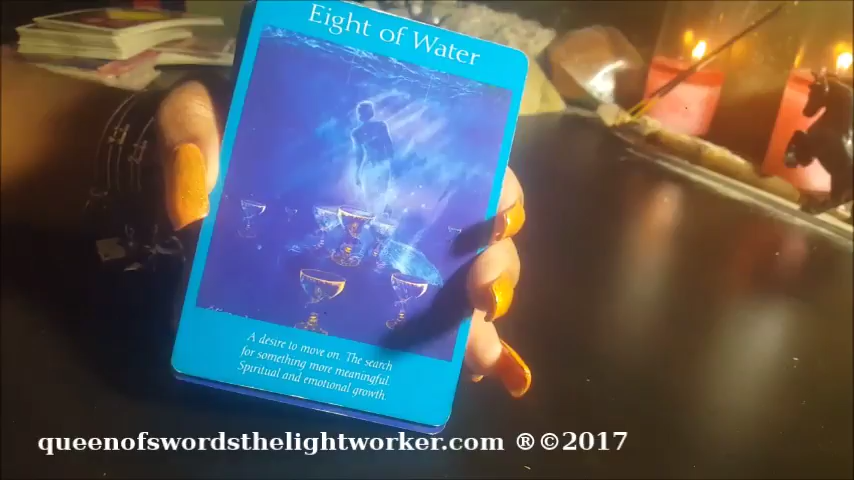 Eight of Water
A desire to move on. The search
for something more meaningful.
Spiritual and emotional growth.
queenofswordsthelightworker.com ®©2017